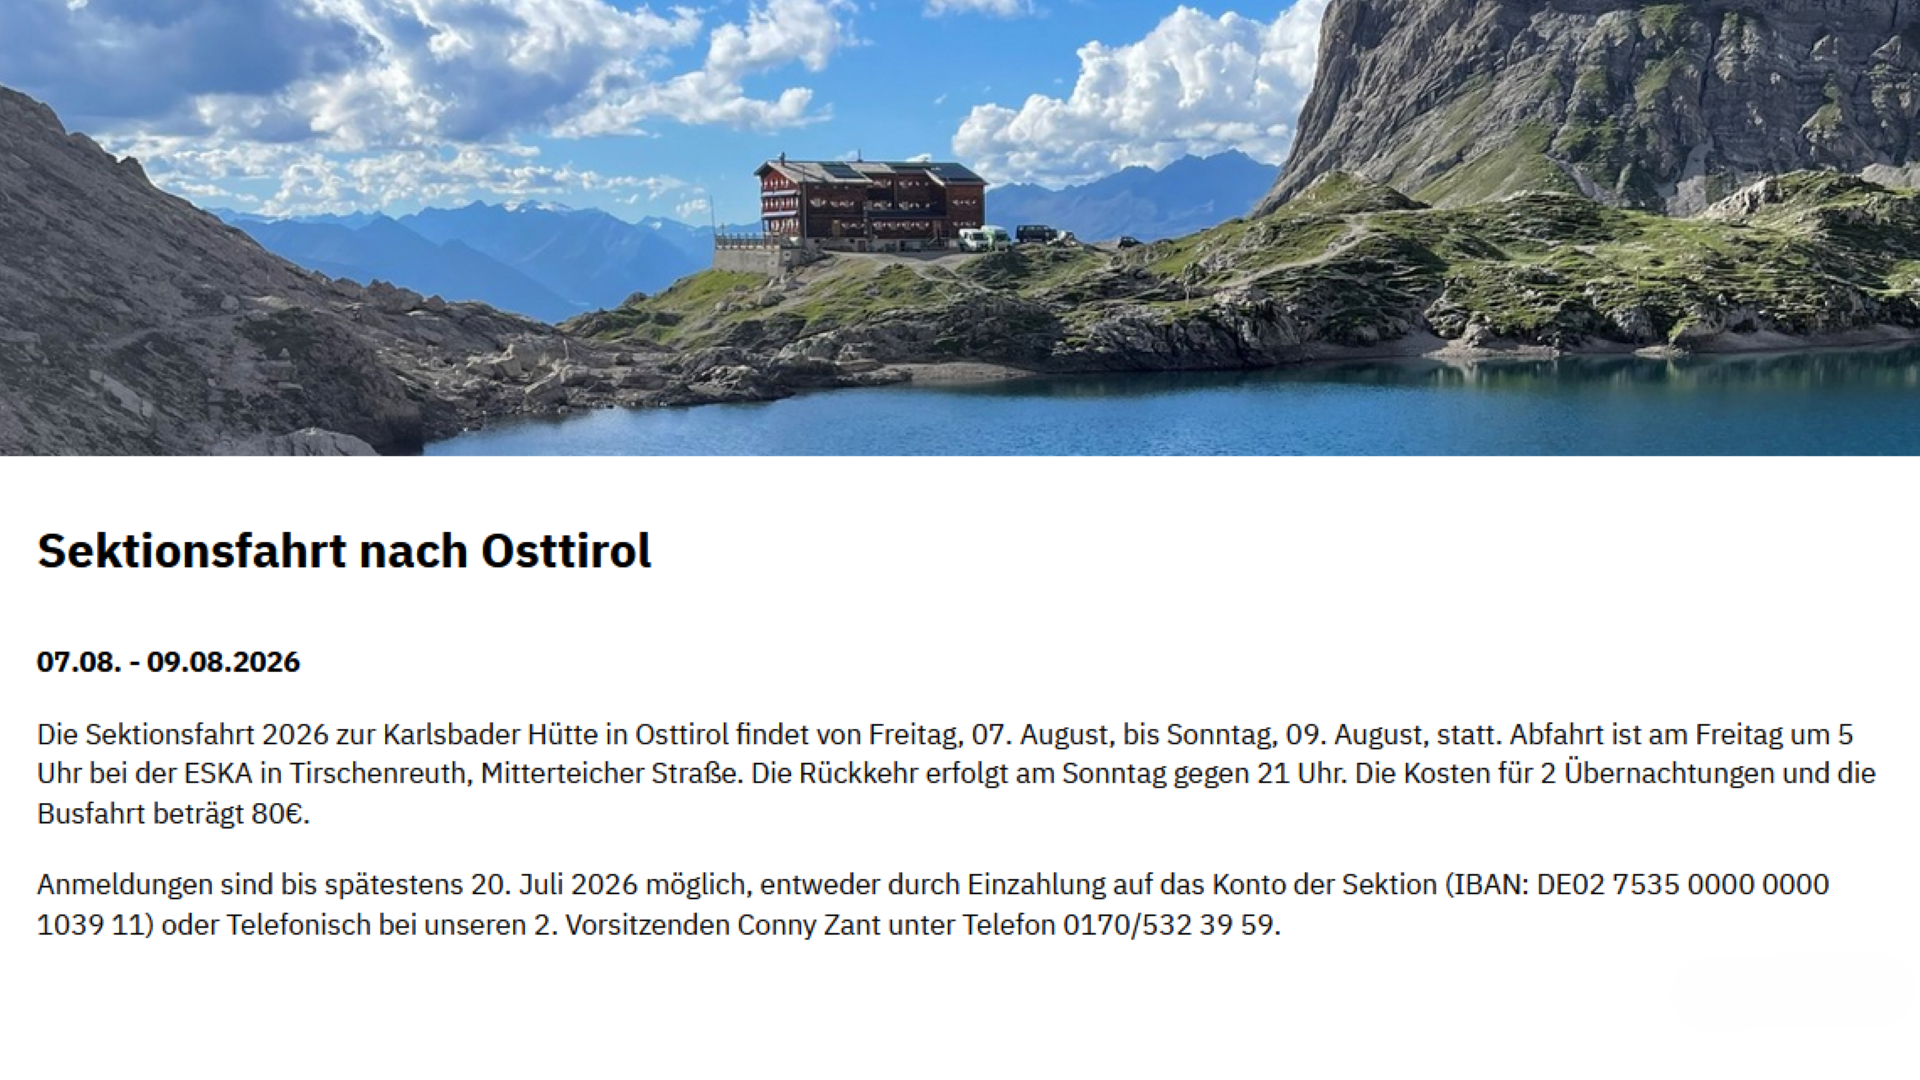 Sektionsfahrt nach Osttirol
07.08. - 09.08.2026
Die Sektionsfahrt 2026 zur Karlsbader Hütte in Osttirol findet von Freitag, 07. August, bis Sonntag, 09. August, statt. Abfahrt ist am Freitag um 5
Uhr bei der ESKA in Tirschenreuth, Mitterteicher Straße. Die Rückkehr erfolgt am Sonntag gegen 21 Uhr. Die Kosten für 2 Übernachtungen und die
Busfahrt beträgt 80€.
Anmeldungen sind bis spätestens 20. Juli 2026 möglich, entweder durch Einzahlung auf das Konto der Sektion (IBAN: DE02 7535 0000 0000
1039 11) oder Telefonisch bei unseren 2. Vorsitzenden Conny Zant unter Telefon 0170/532 39 59.